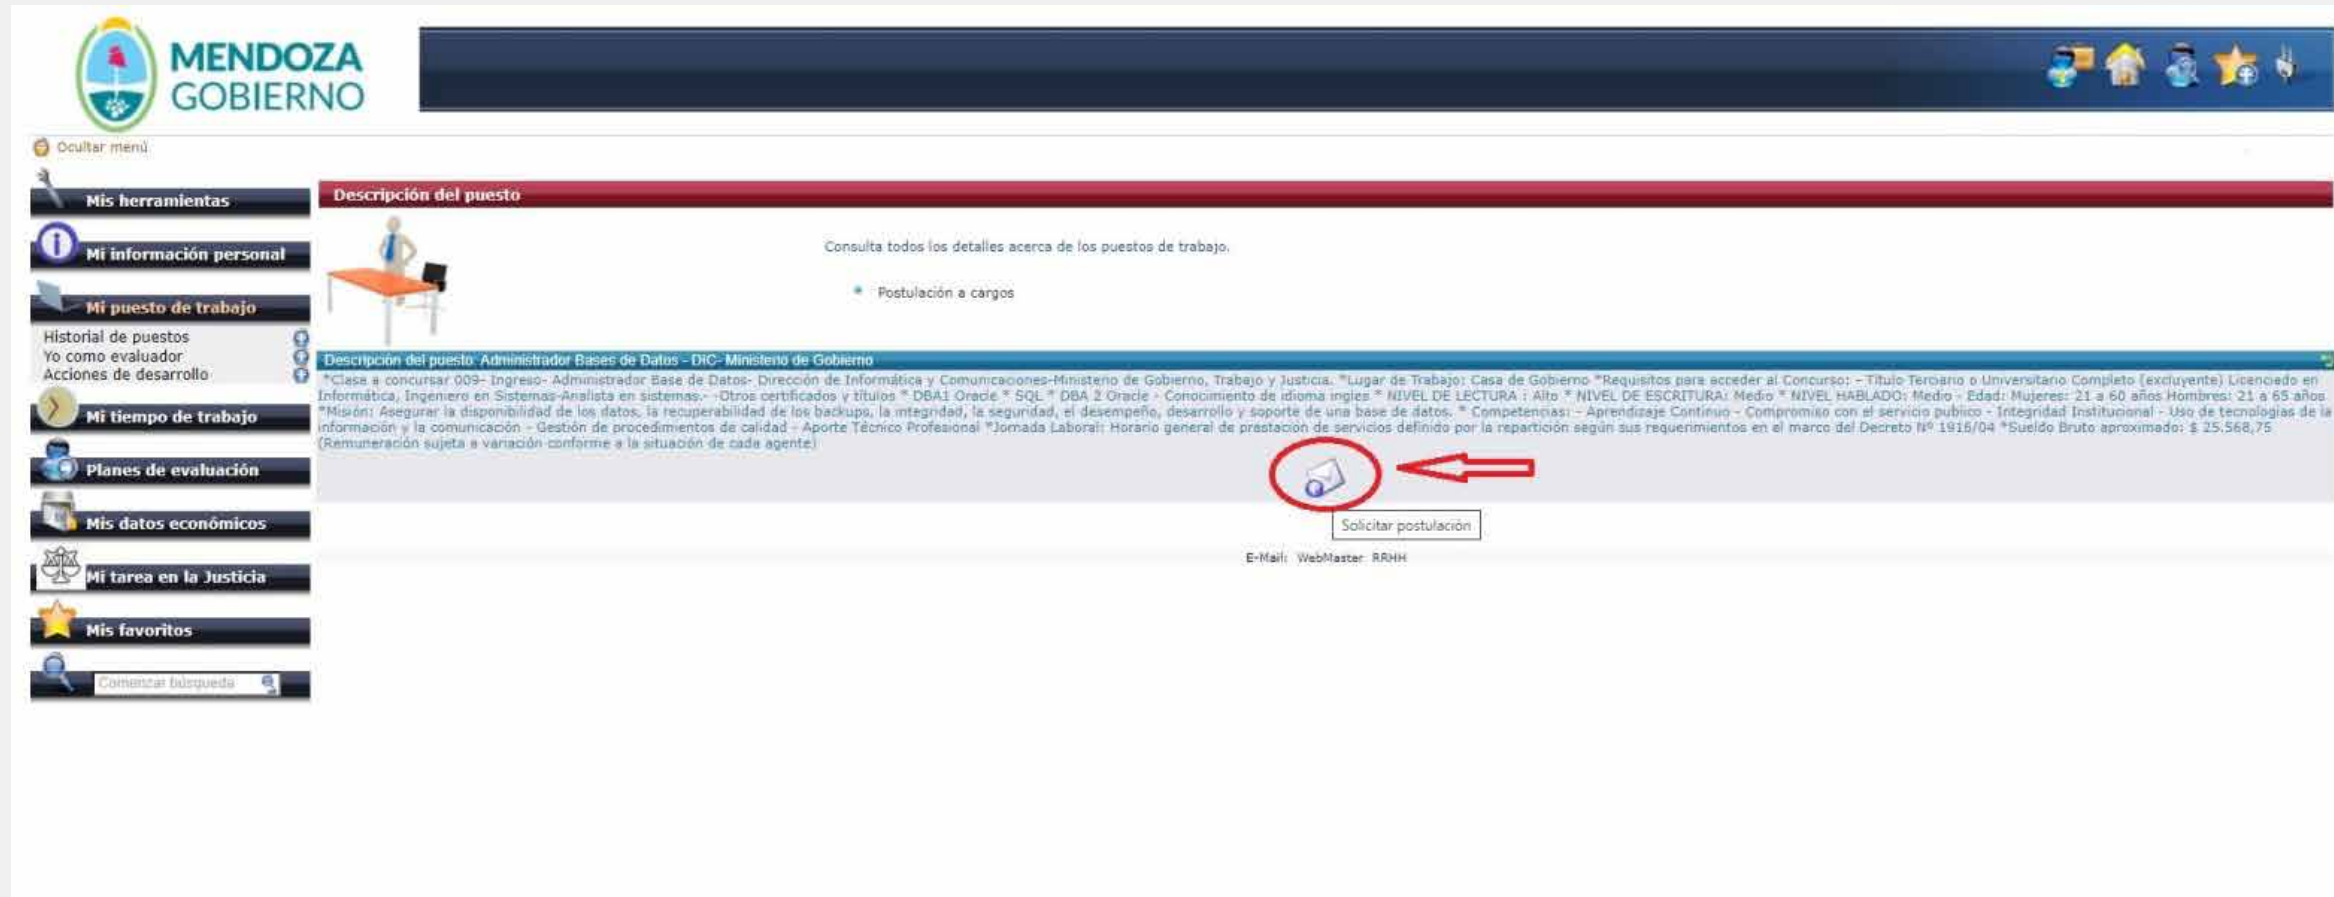 MENDOZA
GOBIERNO
Ocultar menú
Mis herramientas
Mi información personal
Mi puesto de trabajo
Historial de puestos
Yo como evaluador
Acciones de desarrollo
Mi tiempo de trabajo
Planes de evaluación
Mis datos económicos
Mi tarea en la Justicia
Mis favoritos
Comenzar búsqueda
Descripción del puesto
Consulta todos los detalles acerca de los puestos de trabajo.
Postulación a cargos
Descripción del puesto: Administrador Bases de Datos - DIC- Ministerio de Gobierno
*Clase a concursar 009- Ingreso- Administrador Base de Datos- Dirección de Informática y Comunicaciones-Ministerio de Gobierno, Trabajo y Justicia. *Lugar de Trabajo: Casa de Gobierno *Requisitos para acceder al Concurso: - Título Terciario o Universitario Completo (excluyente) Licenciado en
Informática, Ingeniero en Sistemas-Analista en sistemas.- -Otros certificados y títulos * DBA1 Oracle * SQL * DBA 2 Oracle - Conocimiento de idioma ingles * NIVEL DE LECTURA : Alto * NIVEL DE ESCRITURA: Medio * NIVEL HABLADO: Medio - Edad: Mujeres: 21 a 60 años Hombres: 21 a 65 años
*Misión: Asegurar la disponibilidad de los datos, la recuperabilidad de los backups, la integridad, la seguridad, el desempeño, desarrollo y soporte de una base de datos. * Competencias: - Aprendizaje Continuo - Compromiso con el servicio publico - Integridad Institucional - Uso de tecnologías de la
información y la comunicación - Gestión de procedimientos de calidad - Aporte Técnico Profesional *Jornada Laboral: Horario general de prestación de servicios definido por la repartición según sus requerimientos en el marco del Decreto Nº 1916/04 *Sueldo Bruto aproximado: $ 25.568,75
(Remuneración sujeta a variación conforme a la situación de cada agente)
Solicitar postulación
E-Mail: WebMaster RRHH